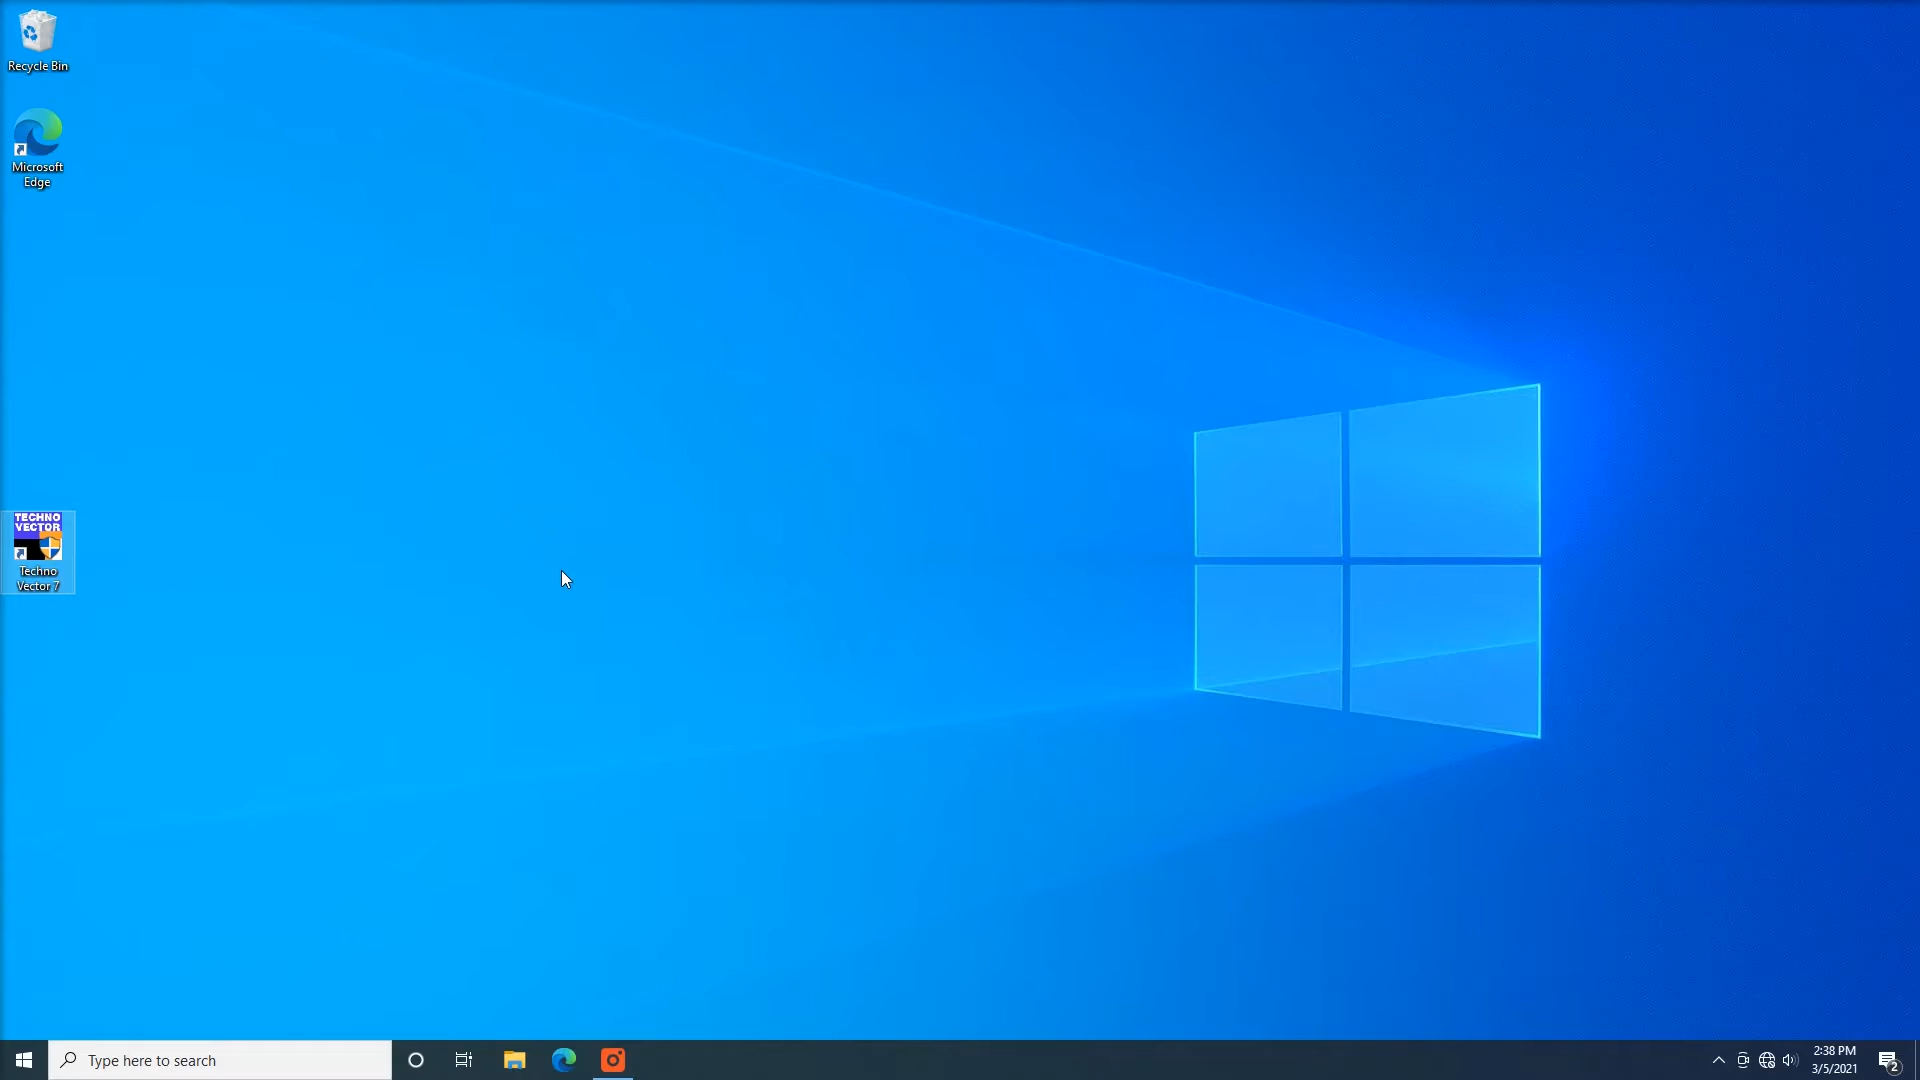 Recycle Bin
Microsoft
Edge
TECHNO
VECTOR
Techno
Vector 7
Type here to search
2:38 PM
3/5/2021
2